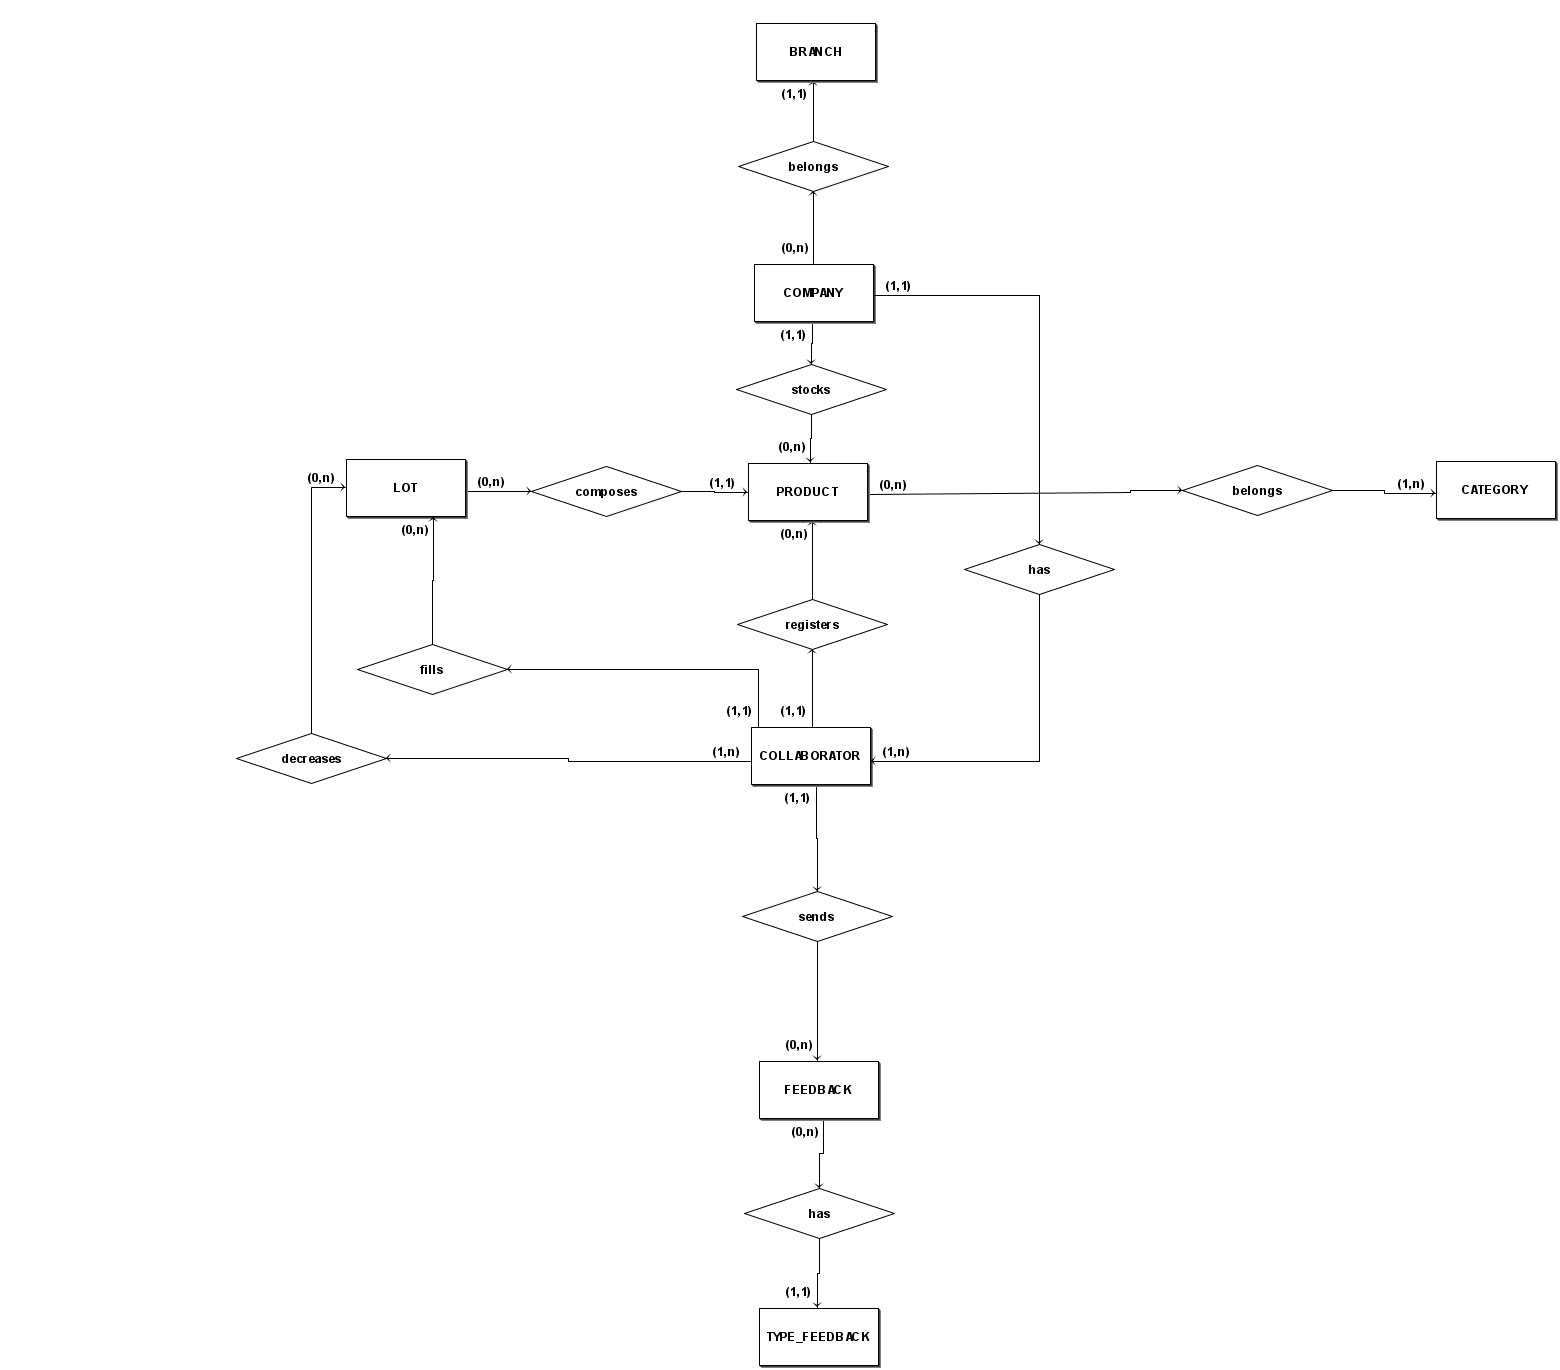 BRANCH
(1,1)
belongs
(0,n)
COMPANY
(1,1)
(1,1)
stocks
(0,n)
(0,n)
LOT
(0,n)
composes
(1,1)
PRODUCT
(0,n)
belongs
(1,n)
CATEGORY
(0,n)
(0,n)
has
registers
fills
(1,1)
(1,1)
decreases
(1,n)
COLLABORATOR
(1,n)
(1,1)
sends
(0,n)
FEEDBACK
(0,n)
has
(1,1)
TYPE_FEEDBACK